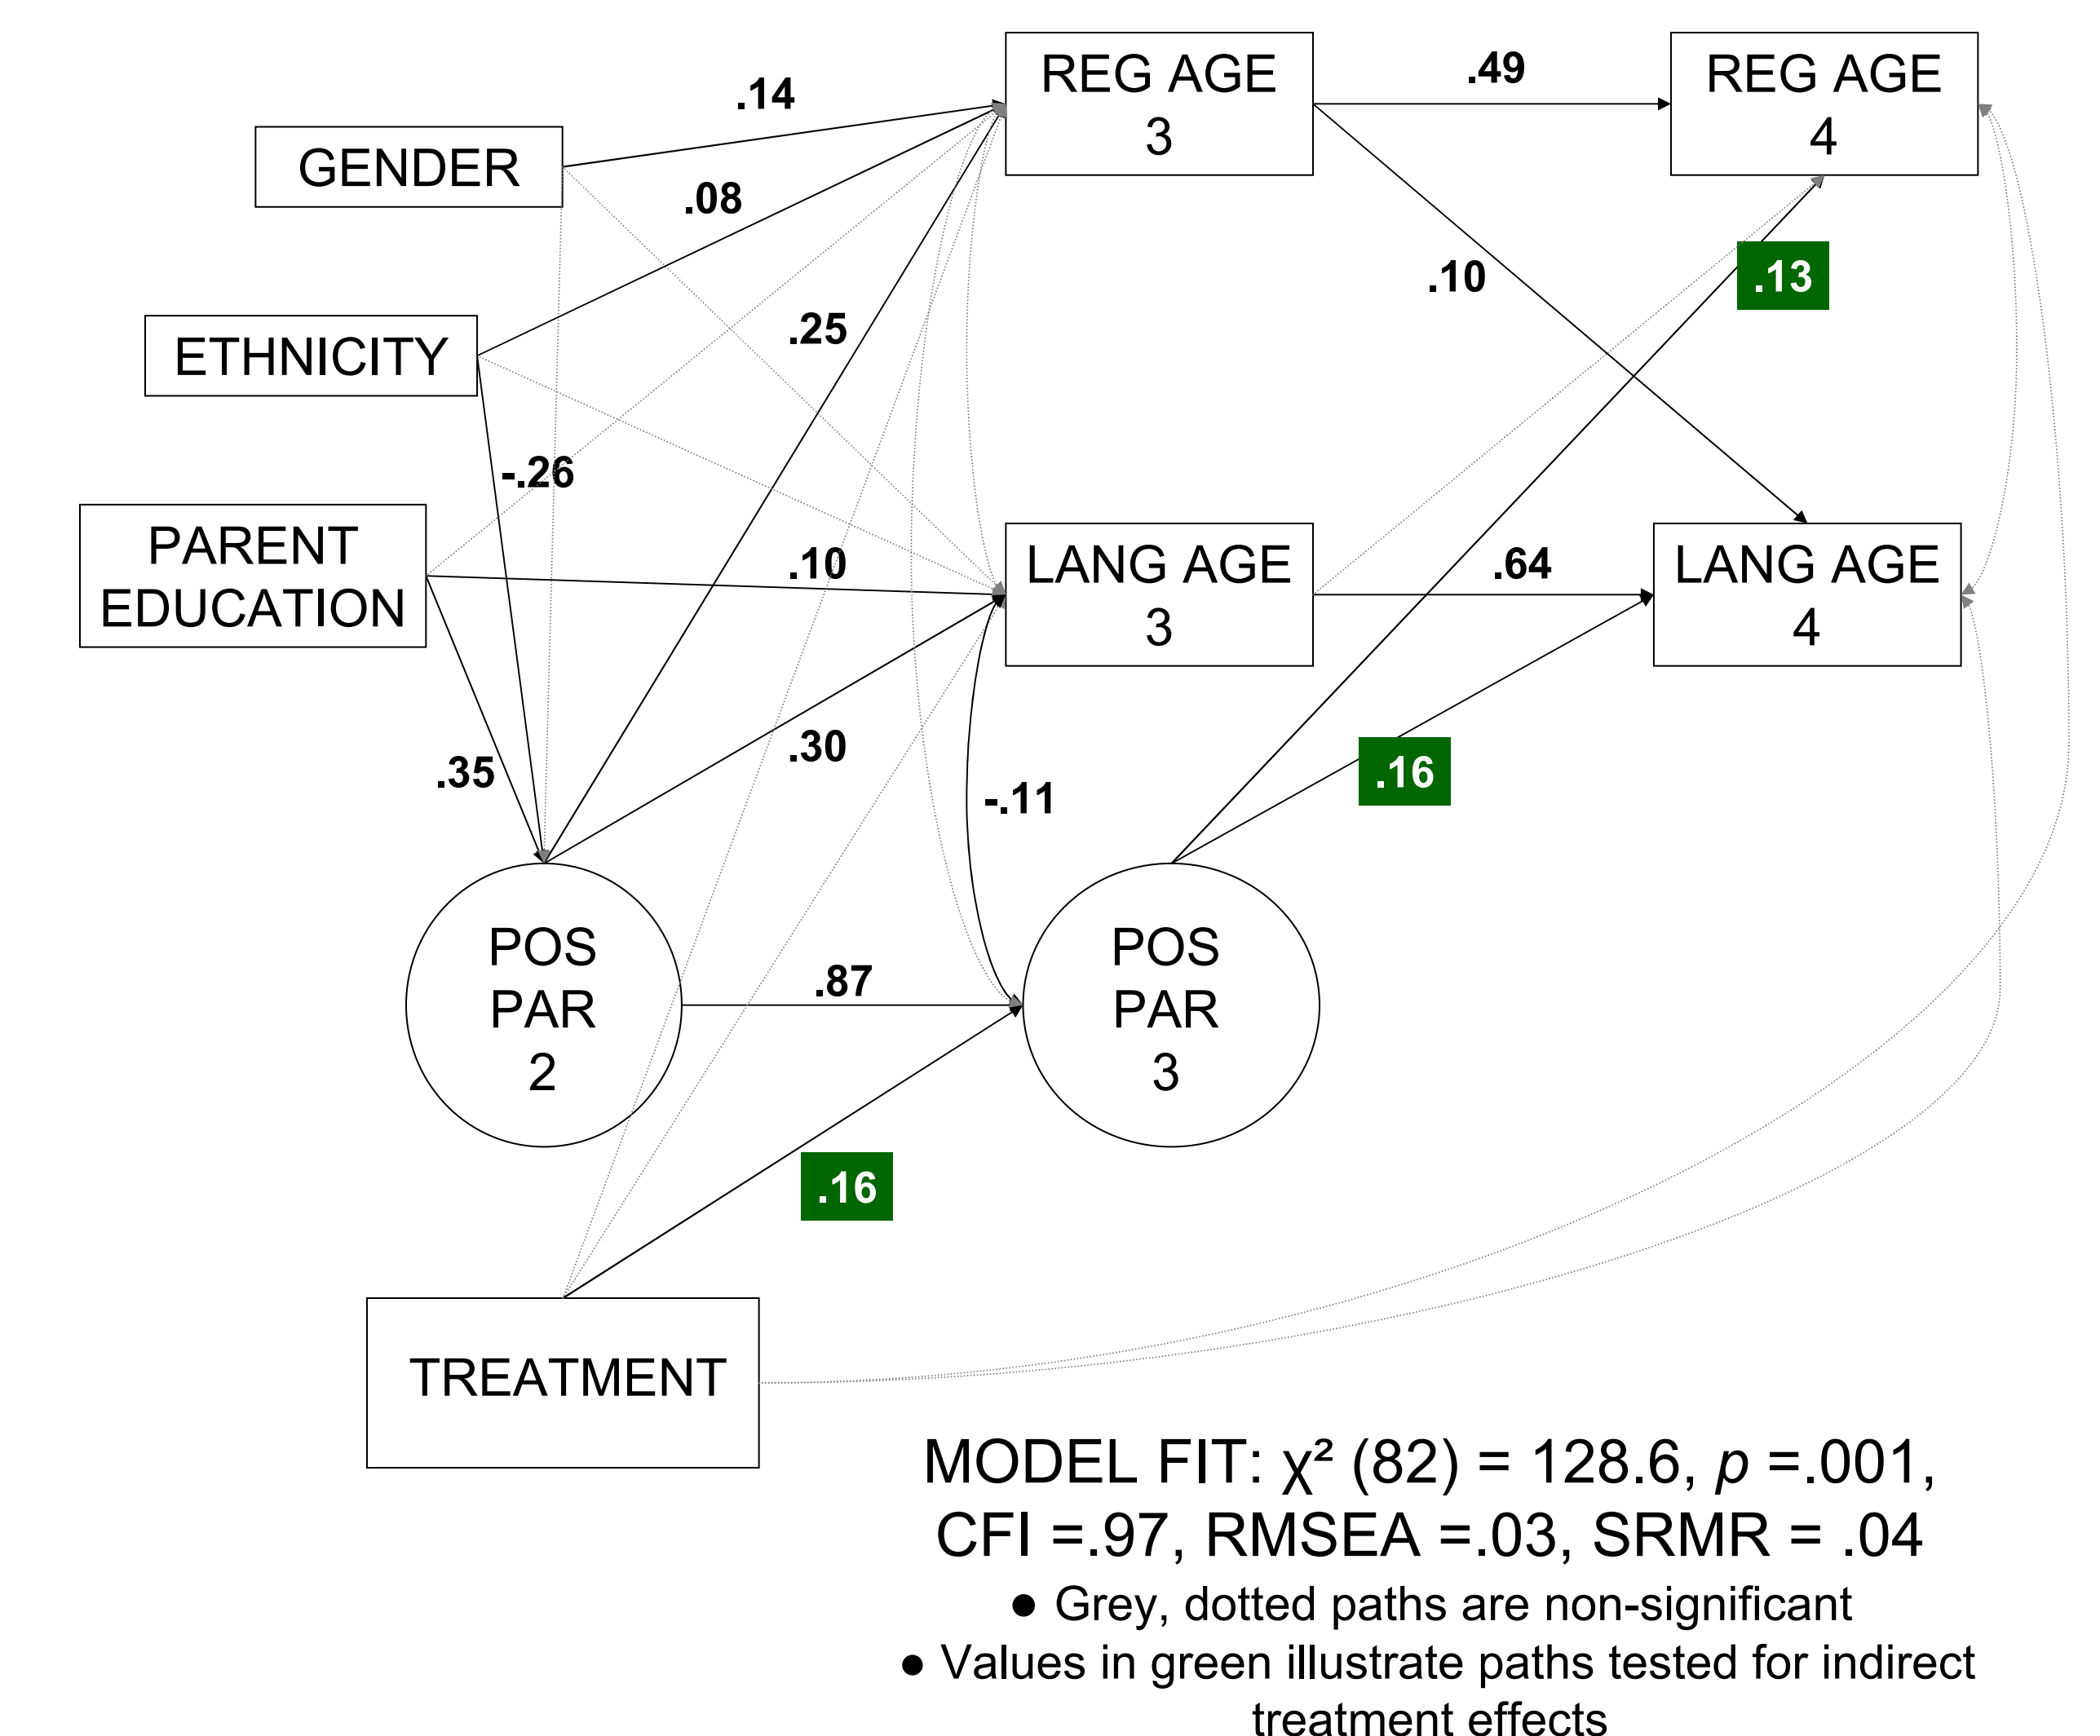 REG AGE
3
.49
REG AGE
4
.14
GENDER
.08
.10
.13
.25
ETHNICITY
-.26
PARENT
EDUCATION
.10
LANG AGE
3
.64
LANG AGE
4
.30
.35
-.11
.16
POS
PAR
2
.87
POS
PAR
3
.16
TREATMENT
MODEL FIT: χ² (82) = 128.6, p =.001,
CFI =.97, RMSEA =.03, SRMR = .04
● Grey, dotted paths are non-significant
● Values in green illustrate paths tested for indirect
treatment effects